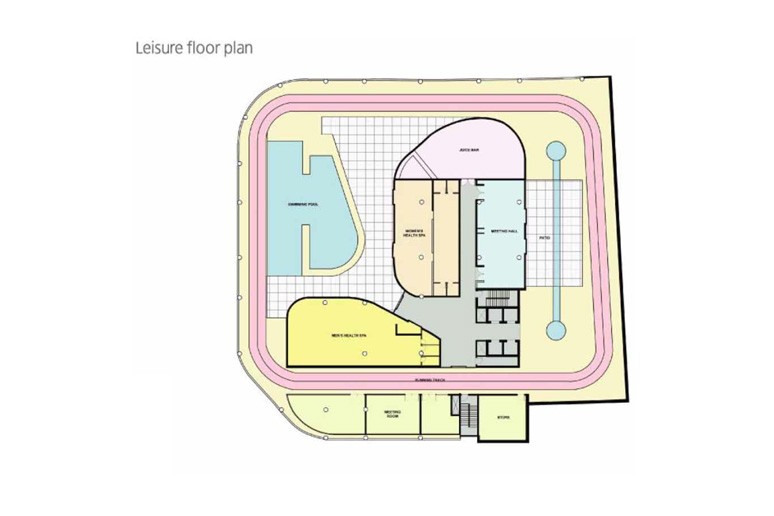 Leisure floor plan
JUICE BAR
SWIMMING POOL
WOMEN'S
HEALTH SPA
MEETING HALL
PATIO
MEN'S HEALTH SPA
RUNNING TRACK
MEETING
ROOM
STORE